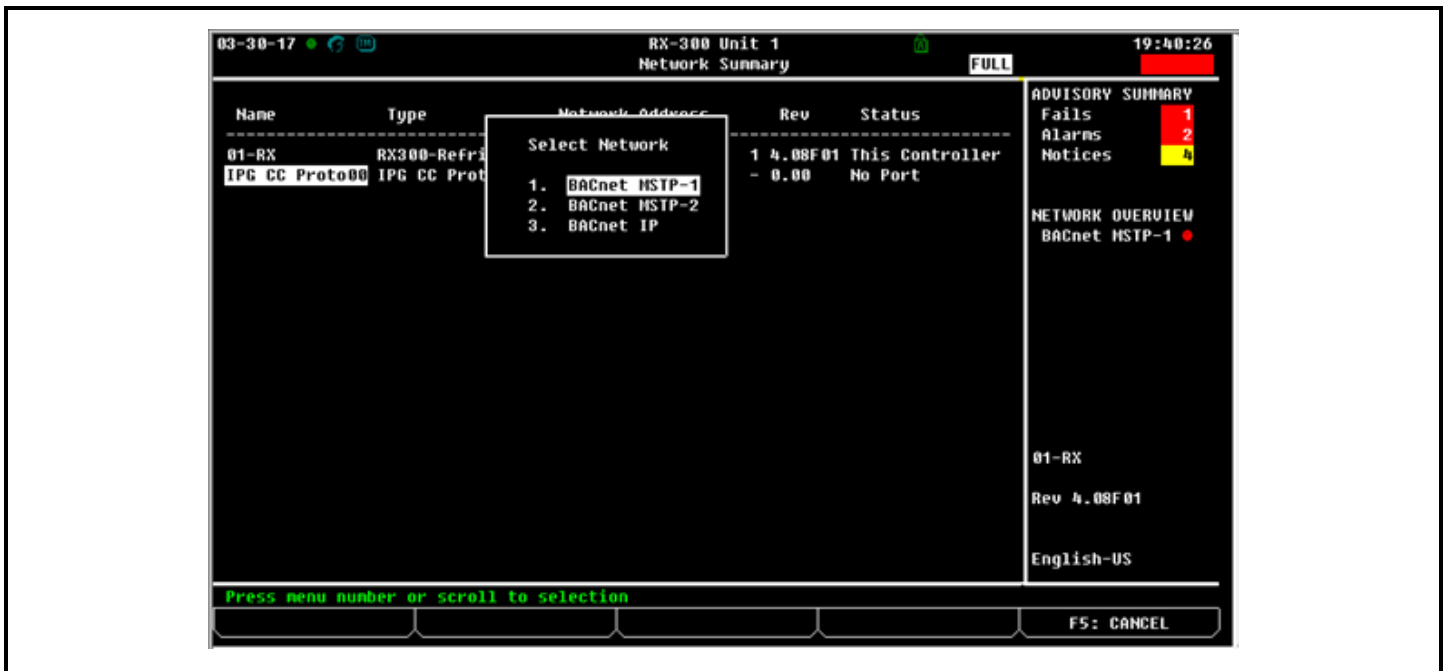 03-30-17 RX-300 Unit 1 19:40:26
Network Summary FULL
Name Type Network Address Rev Status
01-RX RX300-Refri 1 4.08F01 This Controller
IPG CC Proto00 IPG CC Prot - 0.00 No Port
Select Network
1. BACnet MSTP-1
2. BACnet MSTP-2
3. BACnet IP
ADVISORY SUMMARY
Fails 1
Alarms 2
Notices 4
NETWORK OVERVIEW
BACnet MSTP-1
01-RX
Rev 4.08F01
English-US
Press menu number or scroll to selection
F5: CANCEL